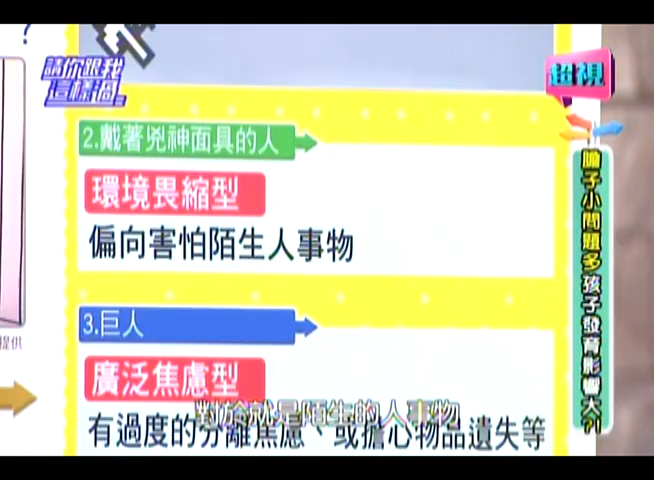 請你跟我
這樣過
超視
2.戴著兇神面具的人
環境畏縮型
偏向害怕陌生人事物
3.巨人
廣泛焦慮型
有過度的分離焦慮、或擔心物品遺失等
對於就是陌生的人事物
膽子小問題多孩子發育影響大?!
提供
?